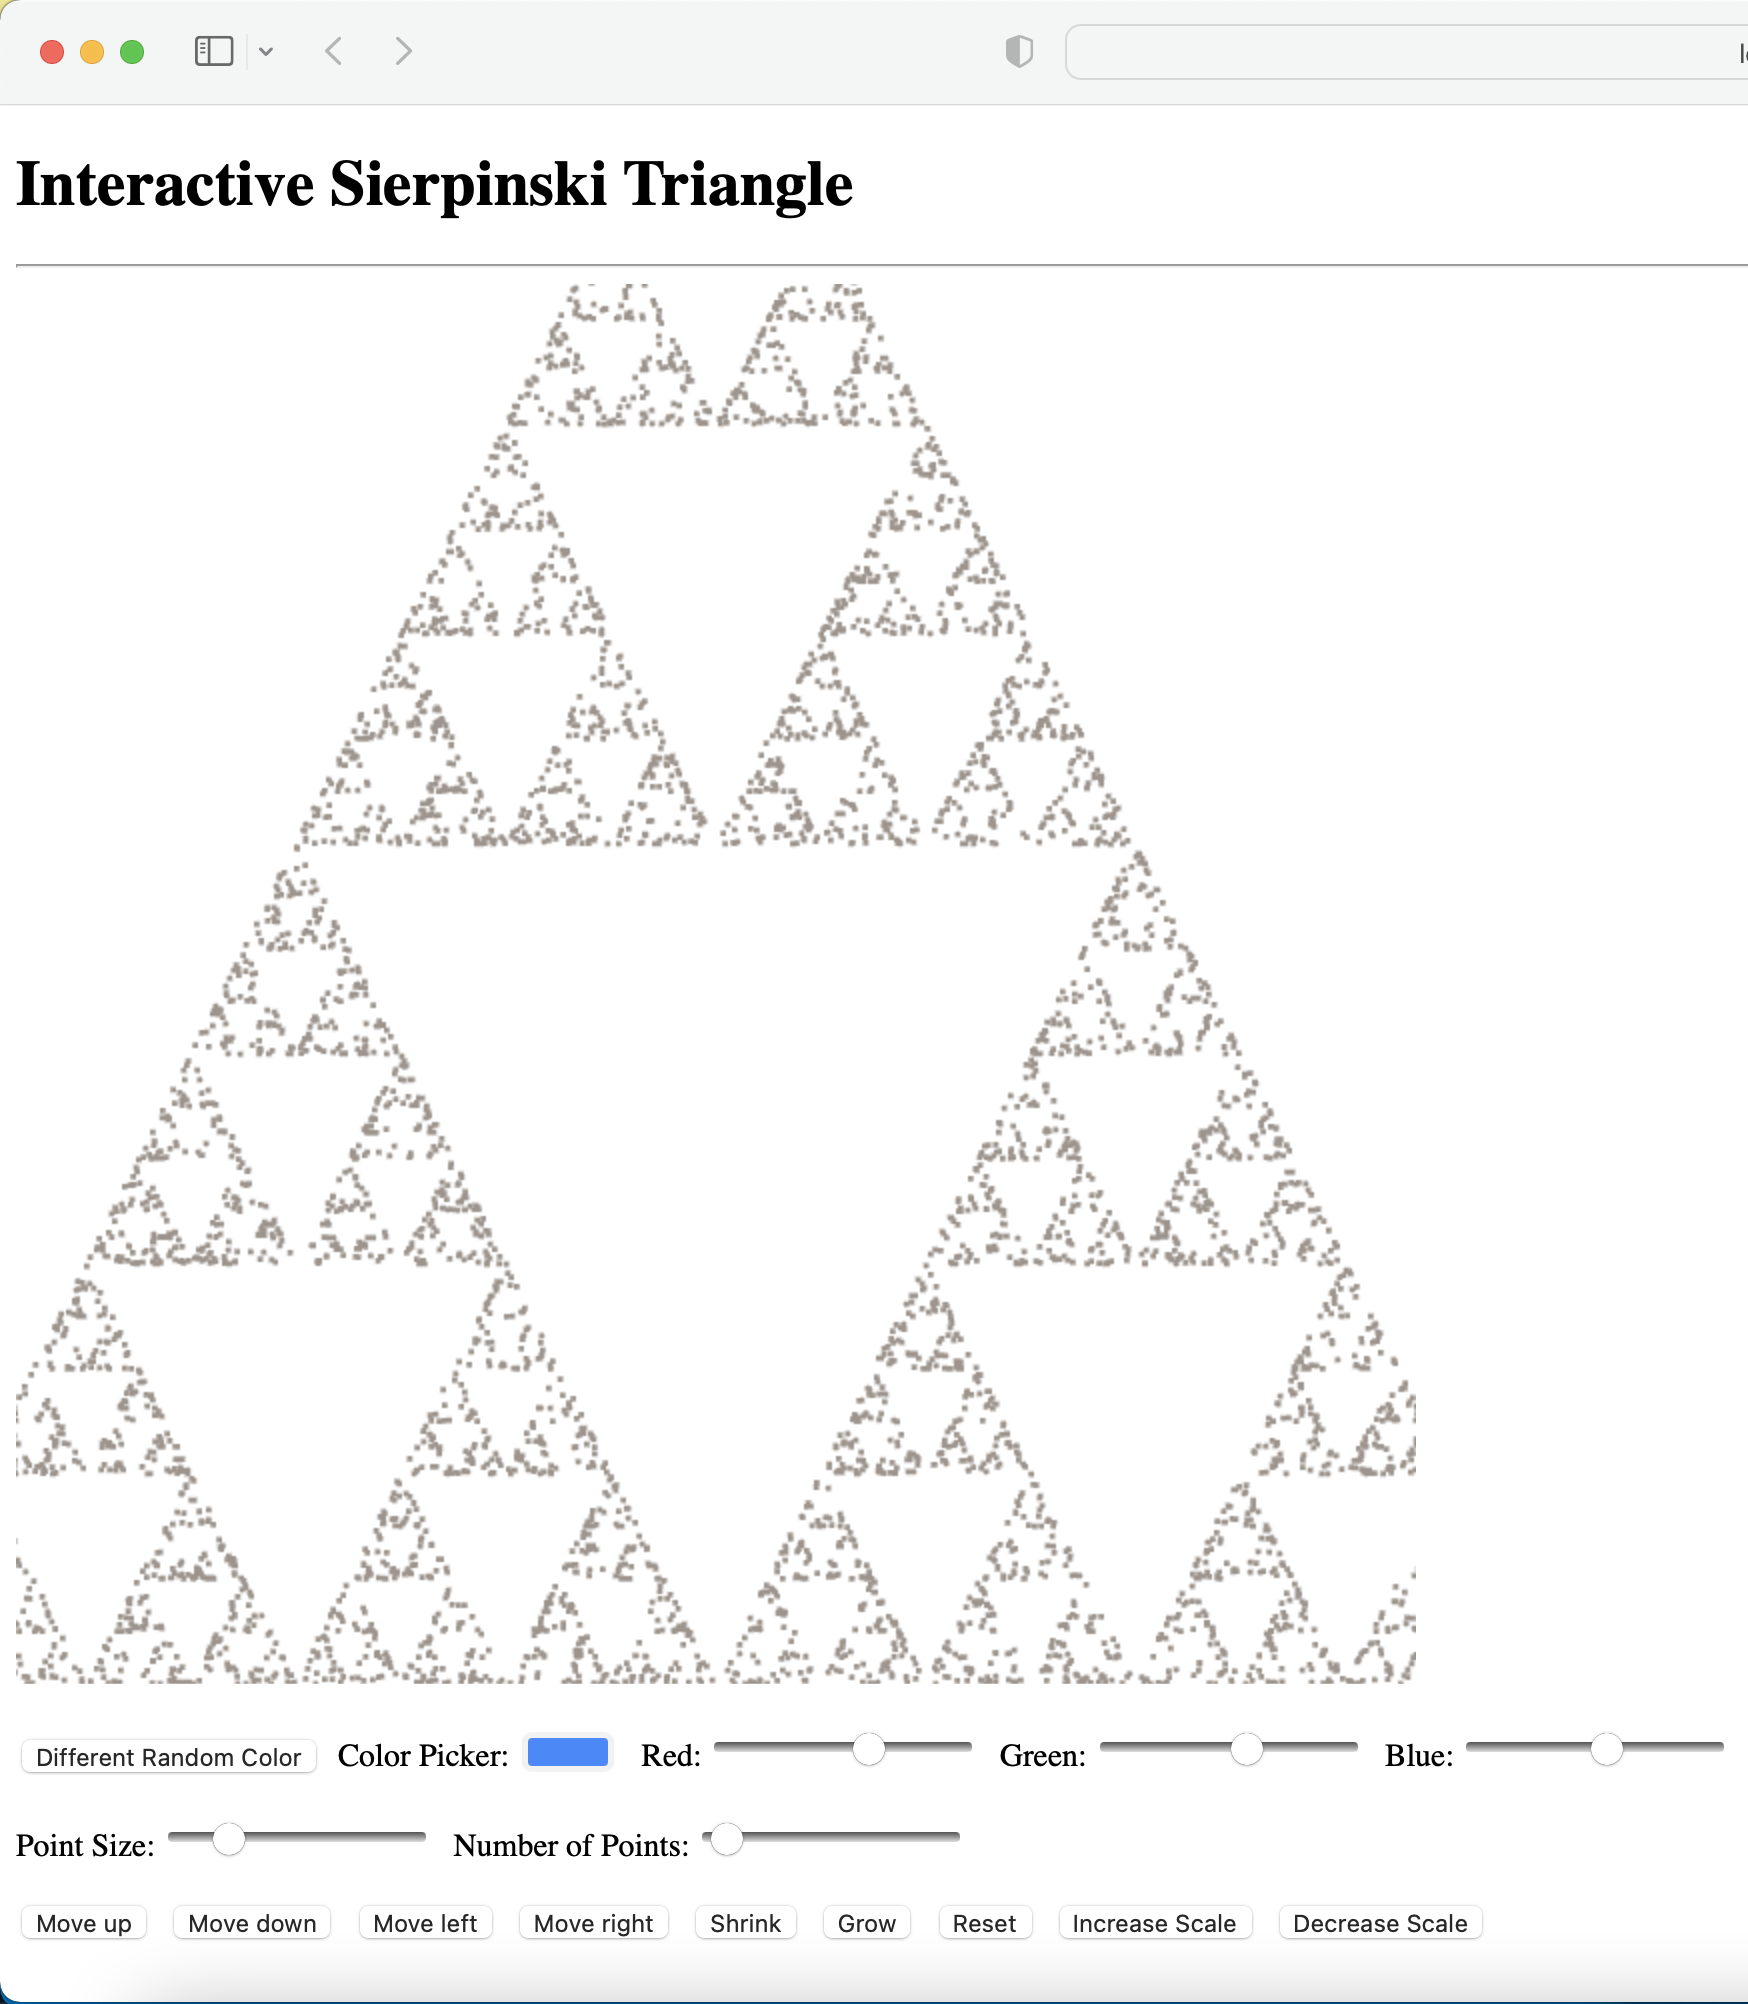 Interactive Sierpinski Triangle
Different Random Color Color Picker: Red: Green: Blue:
Point Size: Number of Points:
Move up Move down Move left Move right Shrink Grow Reset Increase Scale Decrease Scale